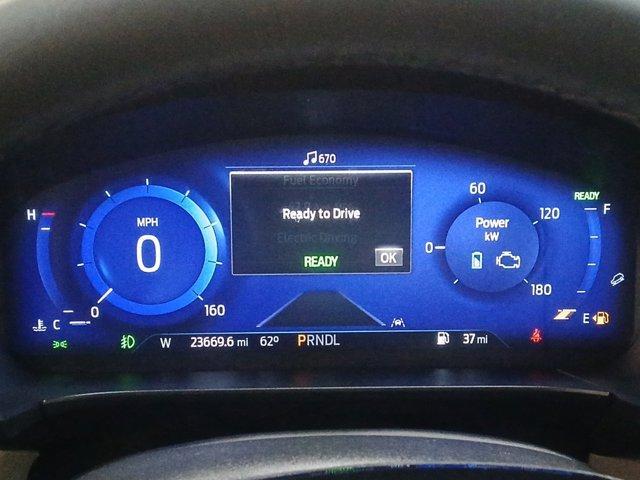 670
Fuel Economy
Ready to Drive
Electric Driving
READY
OK
MPH
0
0
160
H
C
Power
kW
0
60
120
180
READY
F
E
W 23669.6 mi 62º PRNDL 37 mi